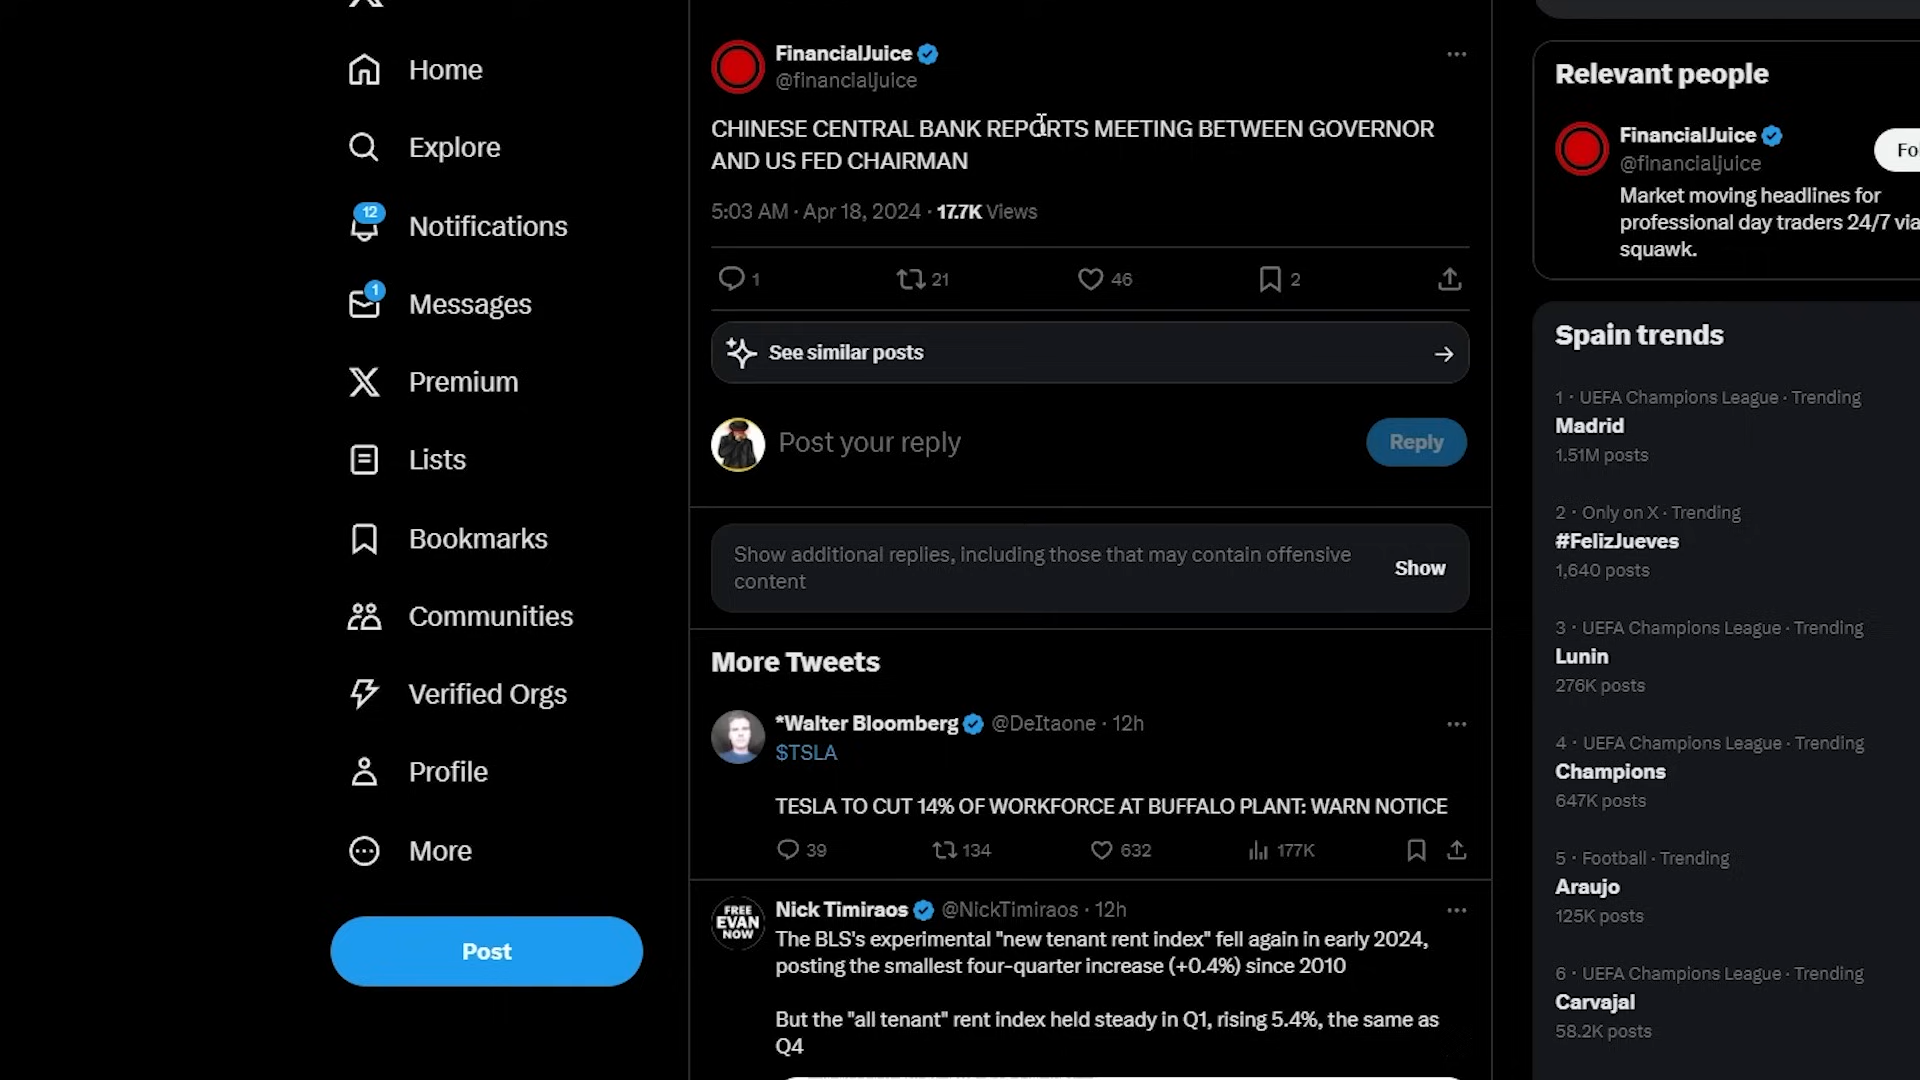 Home
Explore
12
Notifications
1
Messages
Premium
Lists
Bookmarks
Communities
Verified Orgs
Profile
More
Post
FinancialJuice
@financialjuice
CHINESE CENTRAL BANK REPORTS MEETING BETWEEN GOVERNOR
AND US FED CHAIRMAN
5:03 AM · Apr 18, 2024 · 17.7K Views
1 21 46 2
See similar posts
Post your reply
Reply
Show additional replies, including those that may contain offensive
content
Show
More Tweets
*Walter Bloomberg @DeItaone · 12h
$TSLA
TESLA TO CUT 14% OF WORKFORCE AT BUFFALO PLANT: WARN NOTICE
39 134 632 177K
FREE
EVAN
NOW
Nick Timiraos @NickTimiraos · 12h
The BLS's experimental "new tenant rent index" fell again in early 2024,
posting the smallest four-quarter increase (+0.4%) since 2010
But the "all tenant" rent index held steady in Q1, rising 5.4%, the same as
Q4
Relevant people
FinancialJuice
@financialjuice
Fo
Market moving headlines for
professional day traders 24/7 via
squawk.
Spain trends
1 · UEFA Champions League · Trending
Madrid
1.51M posts
2 · Only on X · Trending
#FelizJueves
1,640 posts
3 · UEFA Champions League · Trending
Lunin
276K posts
4 · UEFA Champions League · Trending
Champions
647K posts
5 · Football · Trending
Araujo
125K posts
6 · UEFA Champions League · Trending
Carvajal
58.2K posts